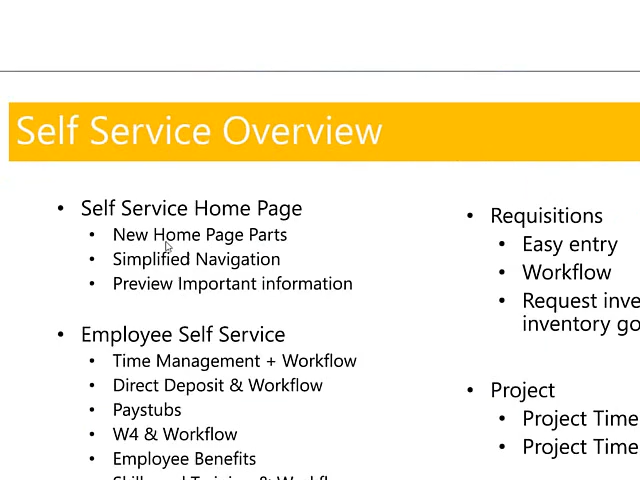 Self Service Overview
• Self Service Home Page
• New Home Page Parts
• Simplified Navigation
• Preview Important information
• Employee Self Service
• Time Management + Workflow
• Direct Deposit & Workflow
• Paystubs
• W4 & Workflow
• Employee Benefits
• Requisitions
• Easy entry
• Workflow
• Request inve
inventory go
• Project
• Project Time
• Project Time